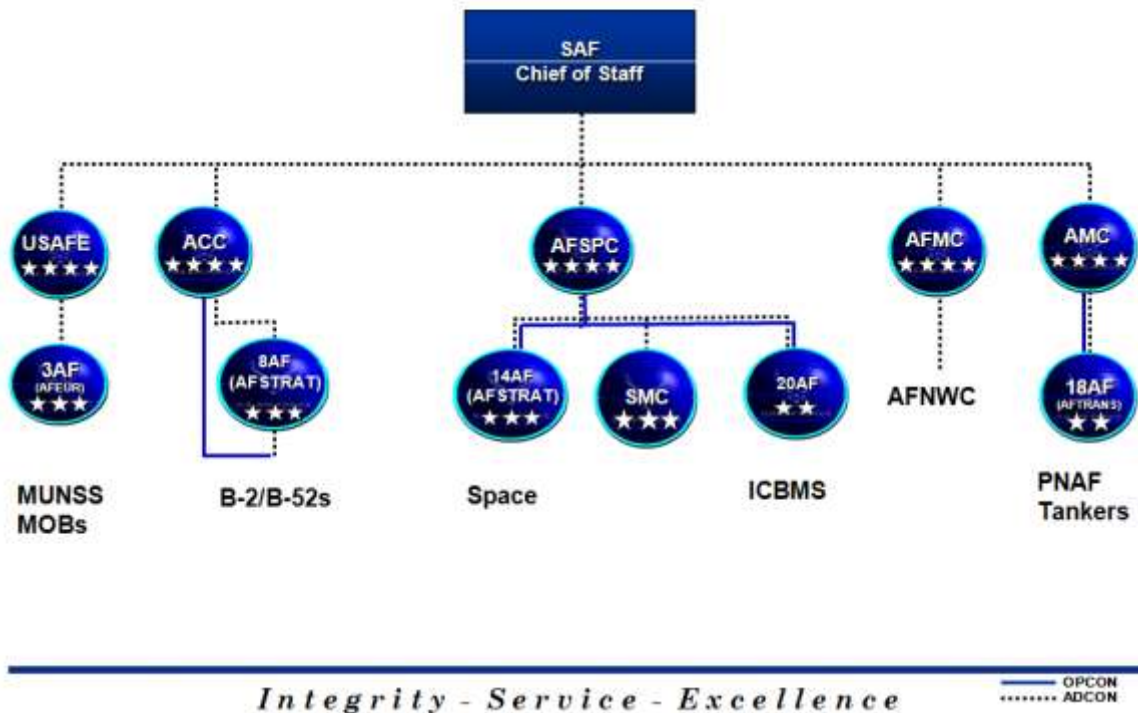 SAF
Chief of Staff
USAFE
ACC
AFSPC
AFMC
AMC
3AF
(AFEUR)
8AF
(AFSTRAT)
14AF
(AFSTRAT)
SMC
20AF
AFNWC
18AF
(AFTRANS)
MUNSS
MOBs
B-2/B-52s
Space
ICBMS
PNAF
Tankers
Integrity - Service - Excellence
OPCON
ADCON